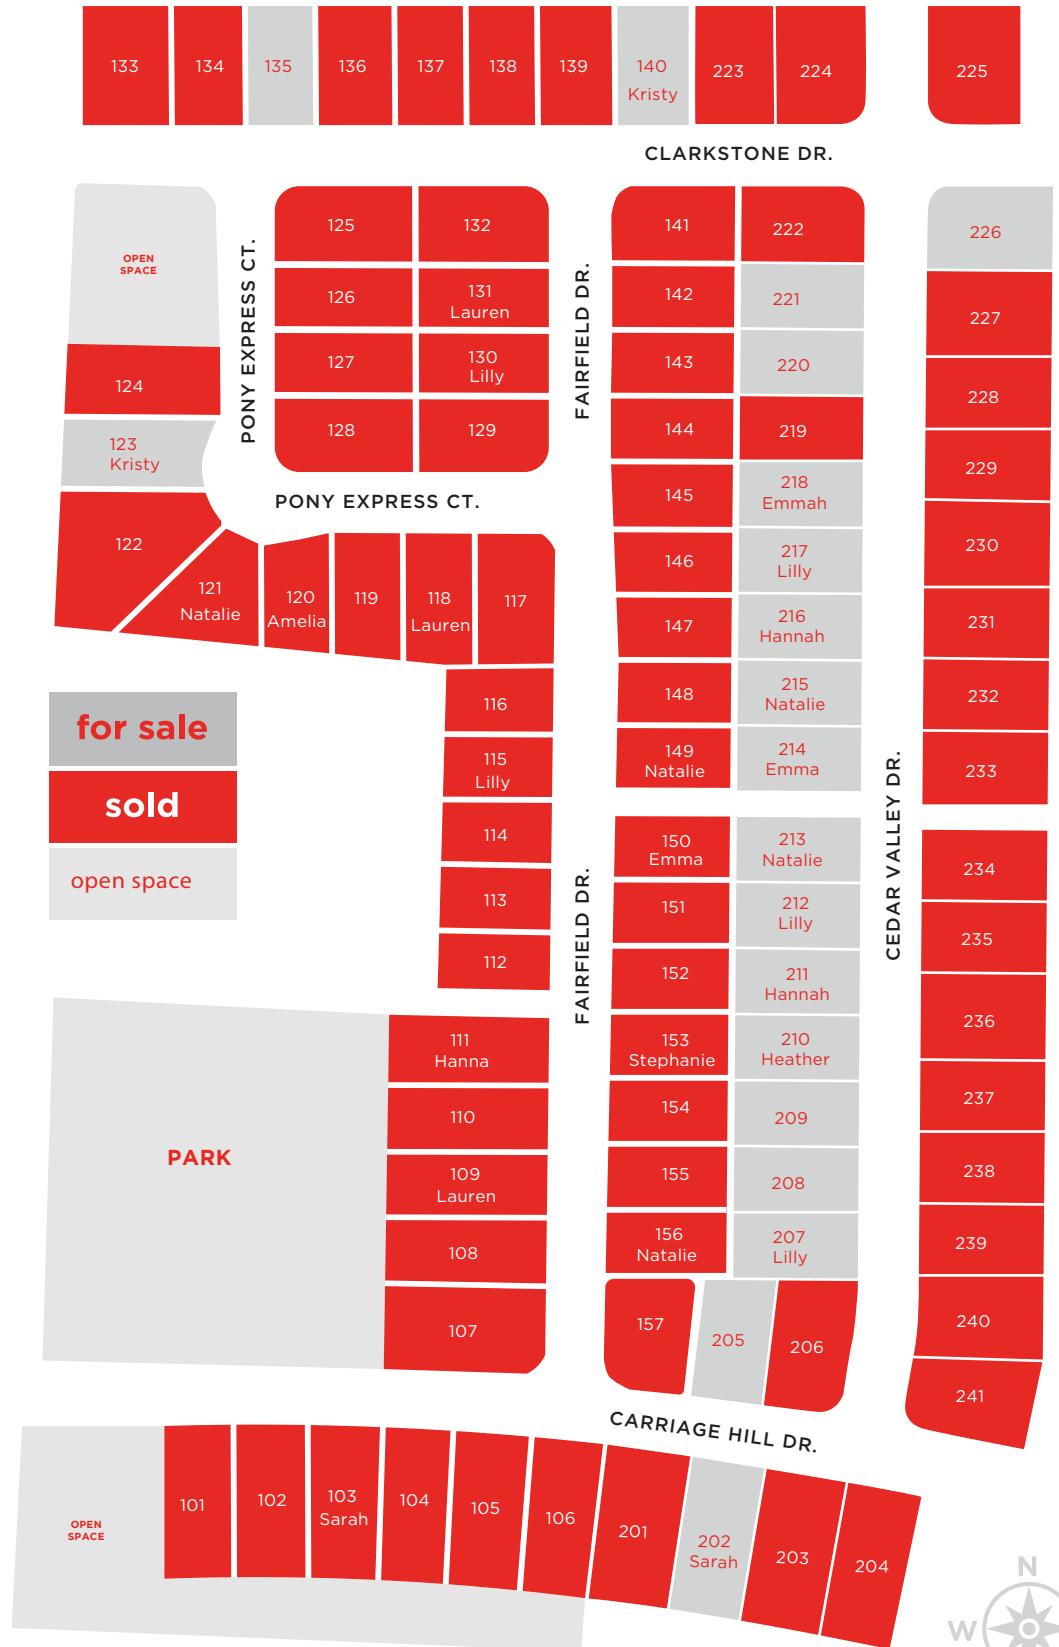 133
134
135
136
137
138
139
140
Kristy
223
224
225
CLARKSTONE DR.
OPEN
SPACE
124
123
Kristy
122
PONY EXPRESS CT.
125
132
126
131
Lauren
127
130
Lilly
128
129
PONY EXPRESS CT.
121
Natalie
120
Amelia
119
118
Lauren
117
116
115
Lilly
114
113
112
for sale
sold
open space
FAIRFIELD DR.
141
222
142
221
143
220
144
219
145
218
Emmah
146
217
Lilly
147
216
Hannah
148
215
Natalie
149
Natalie
214
Emma
226
227
228
229
230
231
232
233
CEDAR VALLEY DR.
FAIRFIELD DR.
150
Emma
213
Natalie
151
212
Lilly
152
211
Hannah
153
Stephanie
210
Heather
154
209
155
208
156
Natalie
207
Lilly
157
205
206
234
235
236
237
238
239
240
241
PARK
111
Hanna
110
109
Lauren
108
107
CARRIAGE HILL DR.
OPEN
SPACE
101
102
103
Sarah
104
105
106
201
202
Sarah
203
204
N
W